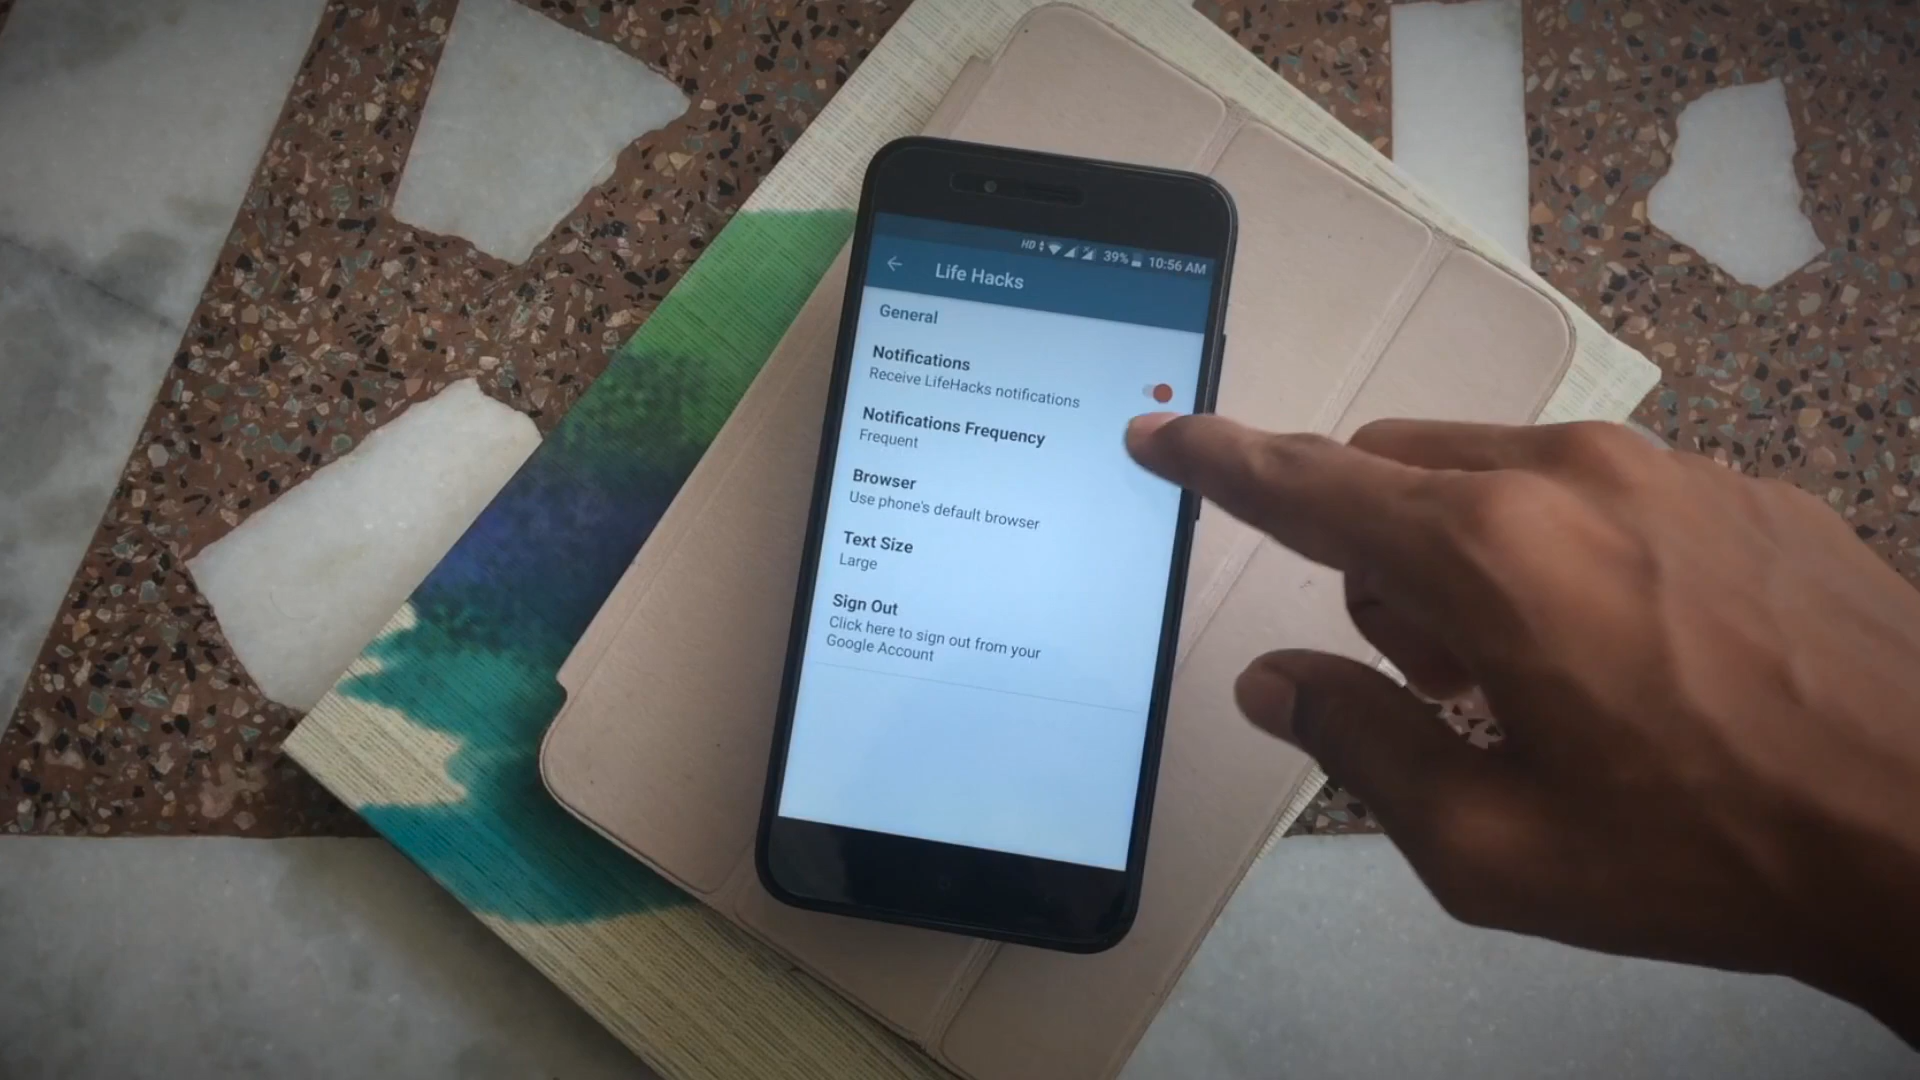 HD 39% 10:56 AM
Life Hacks
General
Notifications
Receive LifeHacks notifications
Notifications Frequency
Frequent
Browser
Use phone's default browser
Text Size
Large
Sign Out
Click here to sign out from your
Google Account